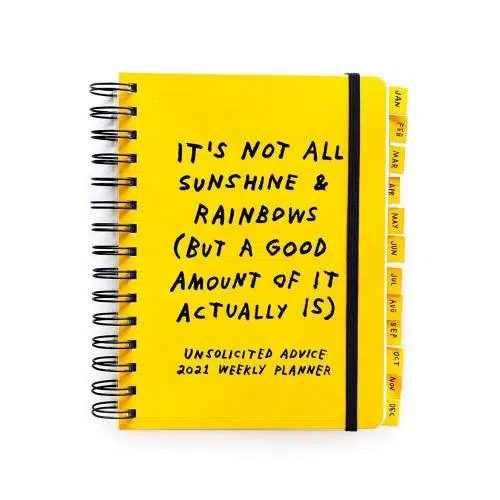 IT'S NOT ALL
SUNSHINE &
RAINBOWS
(BUT A GOOD
AMOUNT OF IT
ACTUALLY IS)
UNSOLICITED ADVICE
2021 WEEKLY PLANNER
JAN
FEB
MAR
APR
MAY
JUN
JUL
AUG
SEP
OCT
NOV
DEC